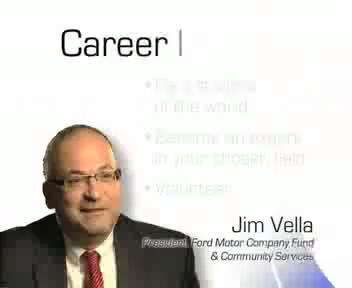 Career
• Be a student
of the world
• Become an expert
in your chosen field
• Volunteer
Jim Vella
President, Ford Motor Company Fund
& Community Services